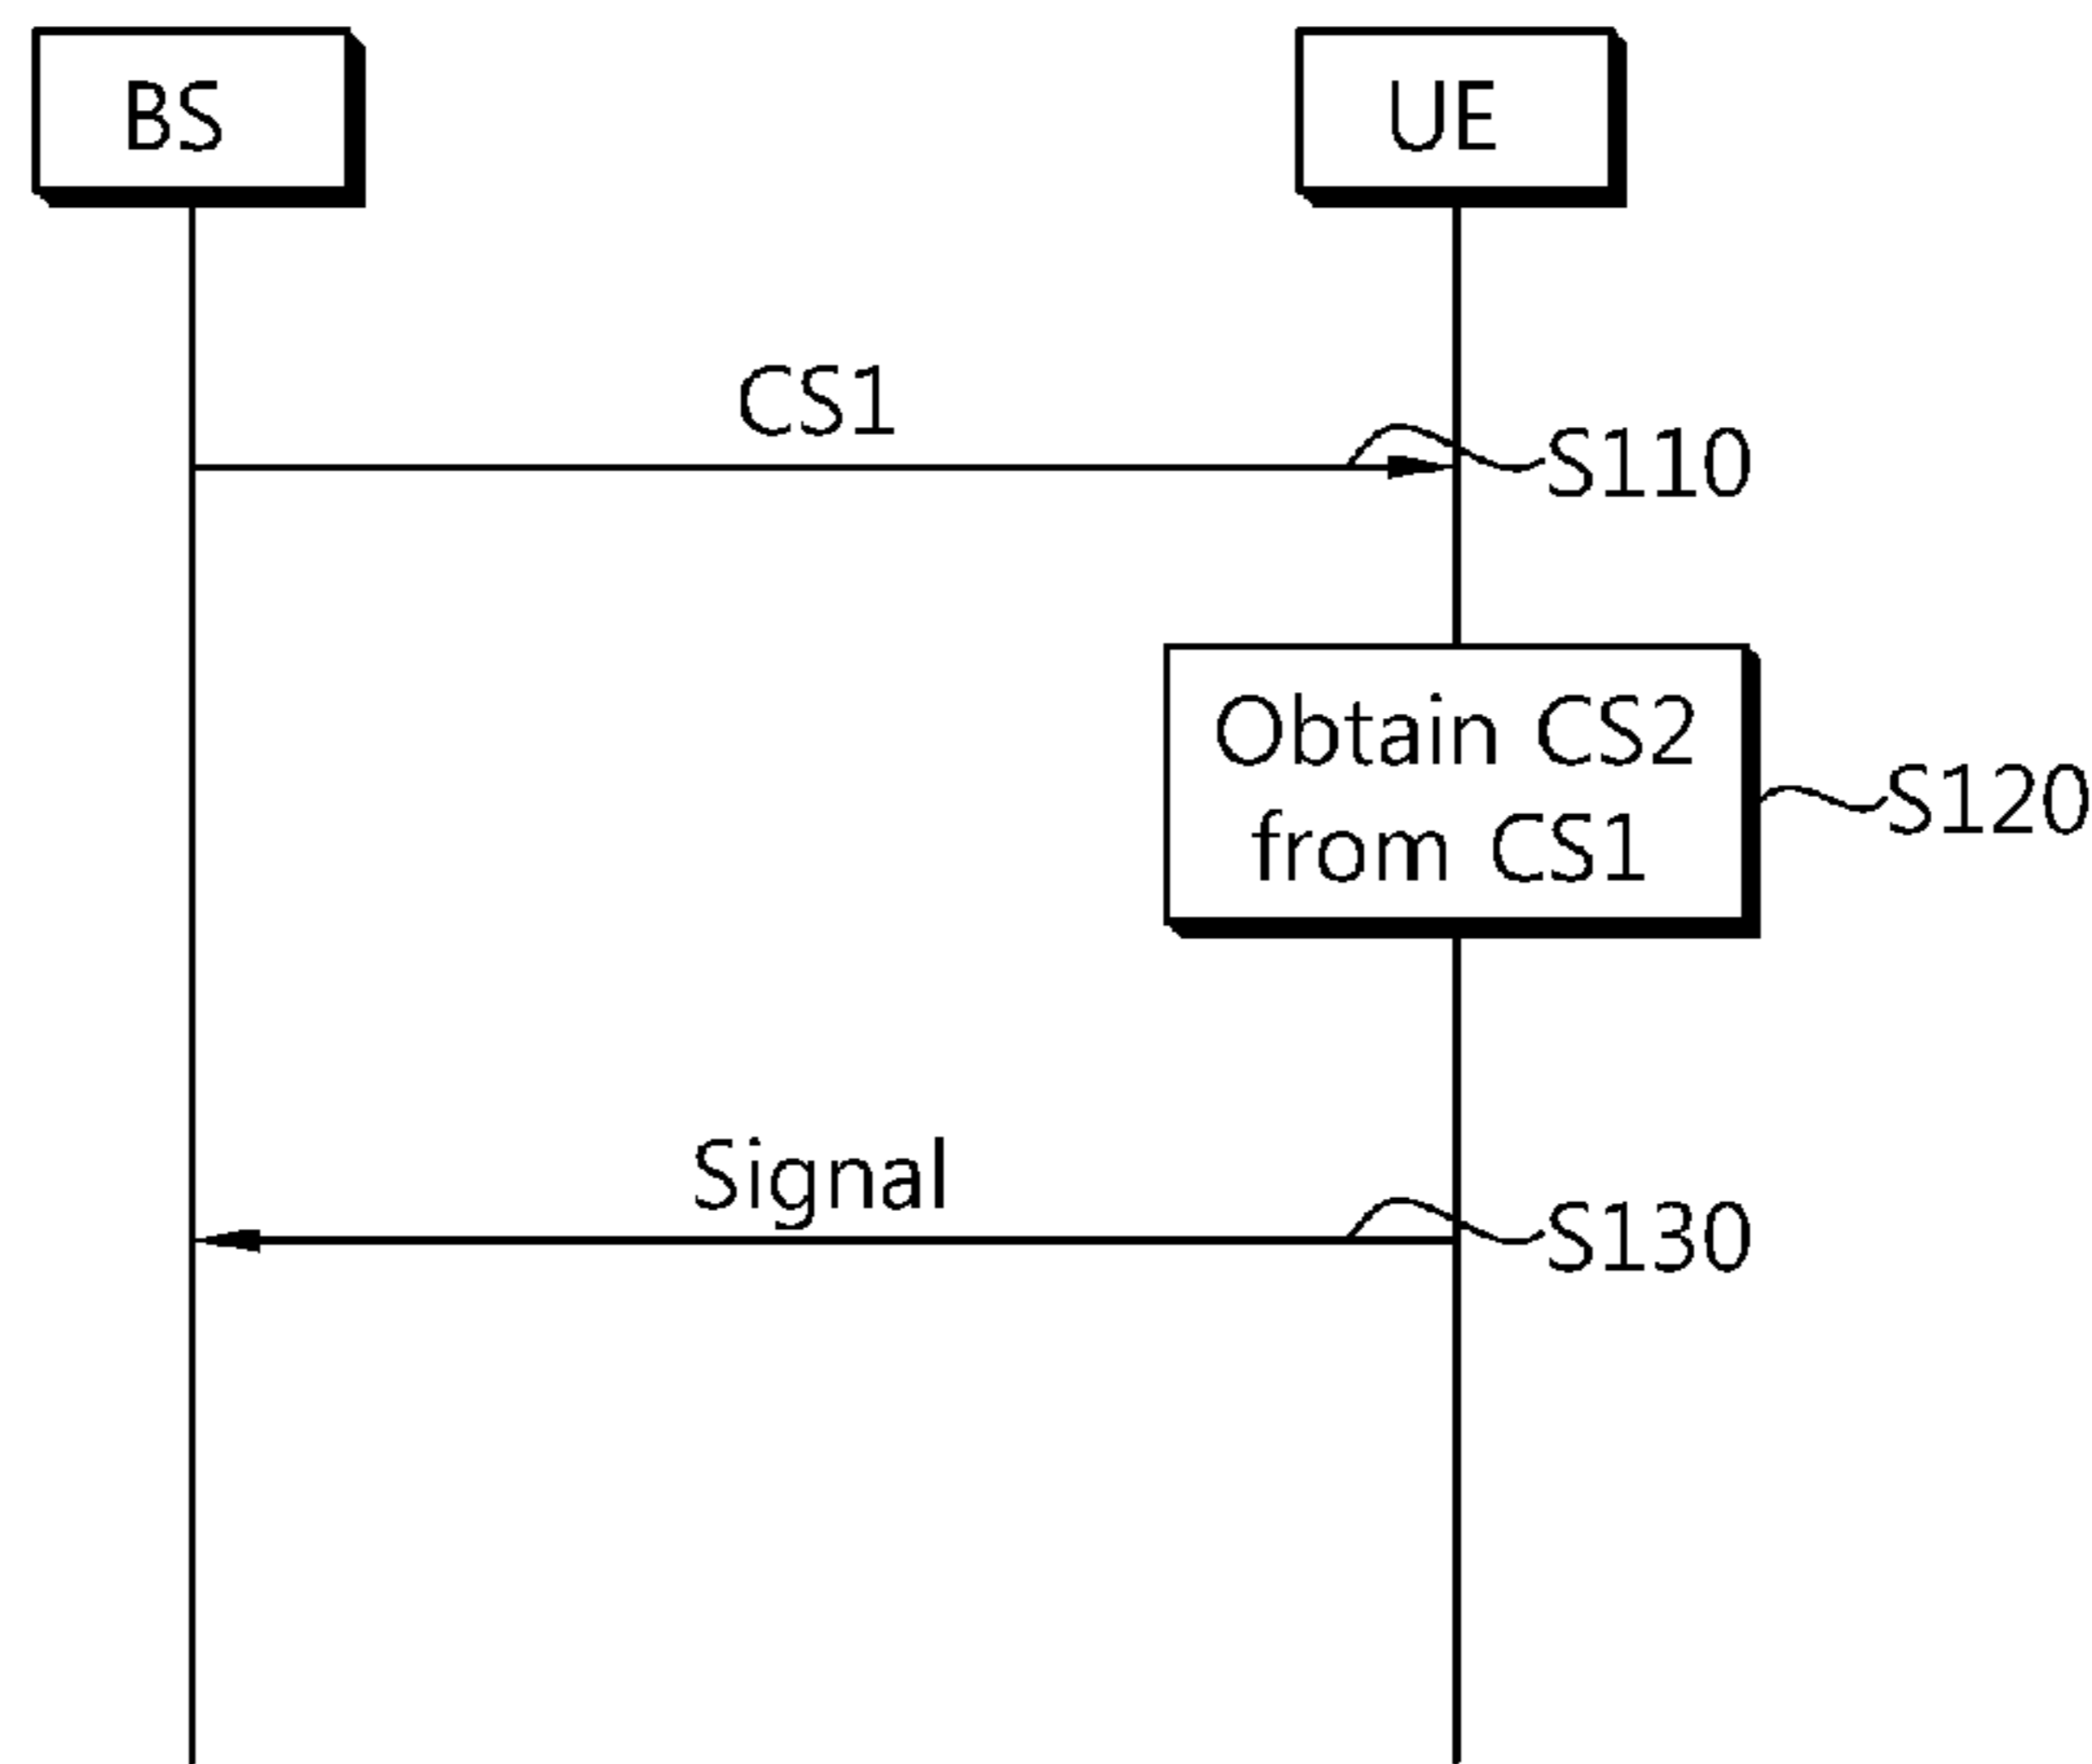 BS
UE
CS1
S110
Obtain CS2
from CS1
S120
Signal
S130